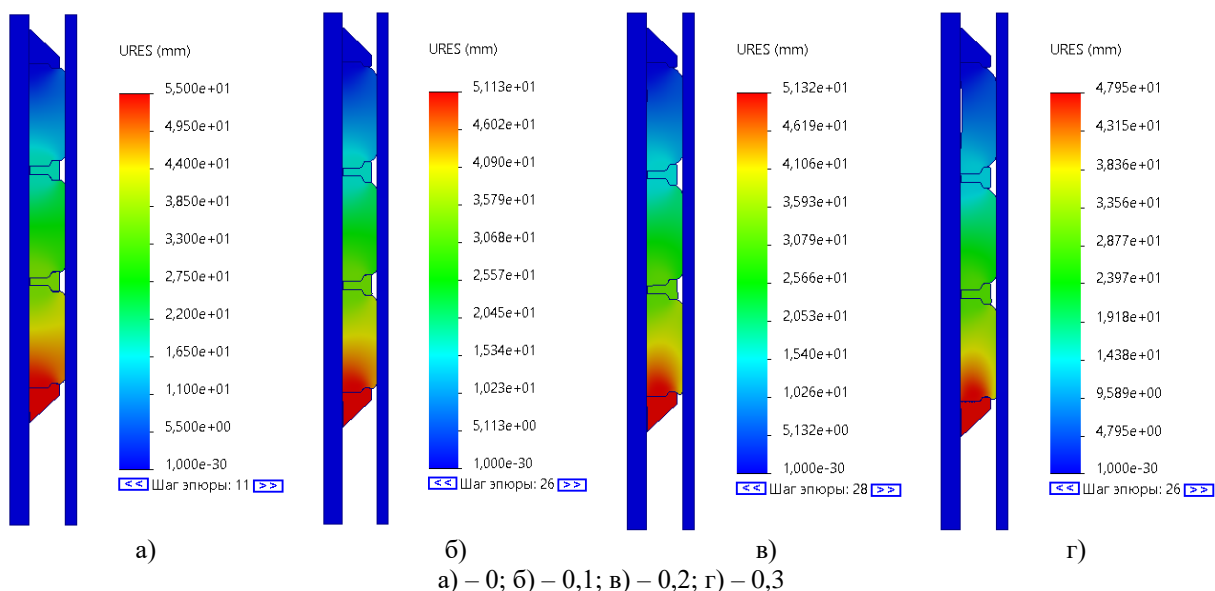 URES (mm)
5,500e+01
4,950e+01
4,400e+01
3,850e+01
3,300e+01
2,750e+01
2,200e+01
1,650e+01
1,100e+01
5,500e+00
1,000e-30
<< Шаг эпюры: 11 >>
URES (mm)
5,113e+01
4,602e+01
4,090e+01
3,579e+01
3,068e+01
2,557e+01
2,045e+01
1,534e+01
1,023e+01
5,113e+00
1,000e-30
<< Шаг эпюры: 26 >>
URES (mm)
5,132e+01
4,619e+01
4,106e+01
3,593e+01
3,079e+01
2,566e+01
2,053e+01
1,540e+01
1,026e+01
5,132e+00
1,000e-30
<< Шаг эпюры: 28 >>
URES (mm)
4,795e+01
4,315e+01
3,836e+01
3,356e+01
2,877e+01
2,397e+01
1,918e+01
1,438e+01
9,589e+00
4,795e+00
1,000e-30
<< Шаг эпюры: 26 >>
а) б) в) г)
а) – 0; б) – 0,1; в) – 0,2; г) – 0,3